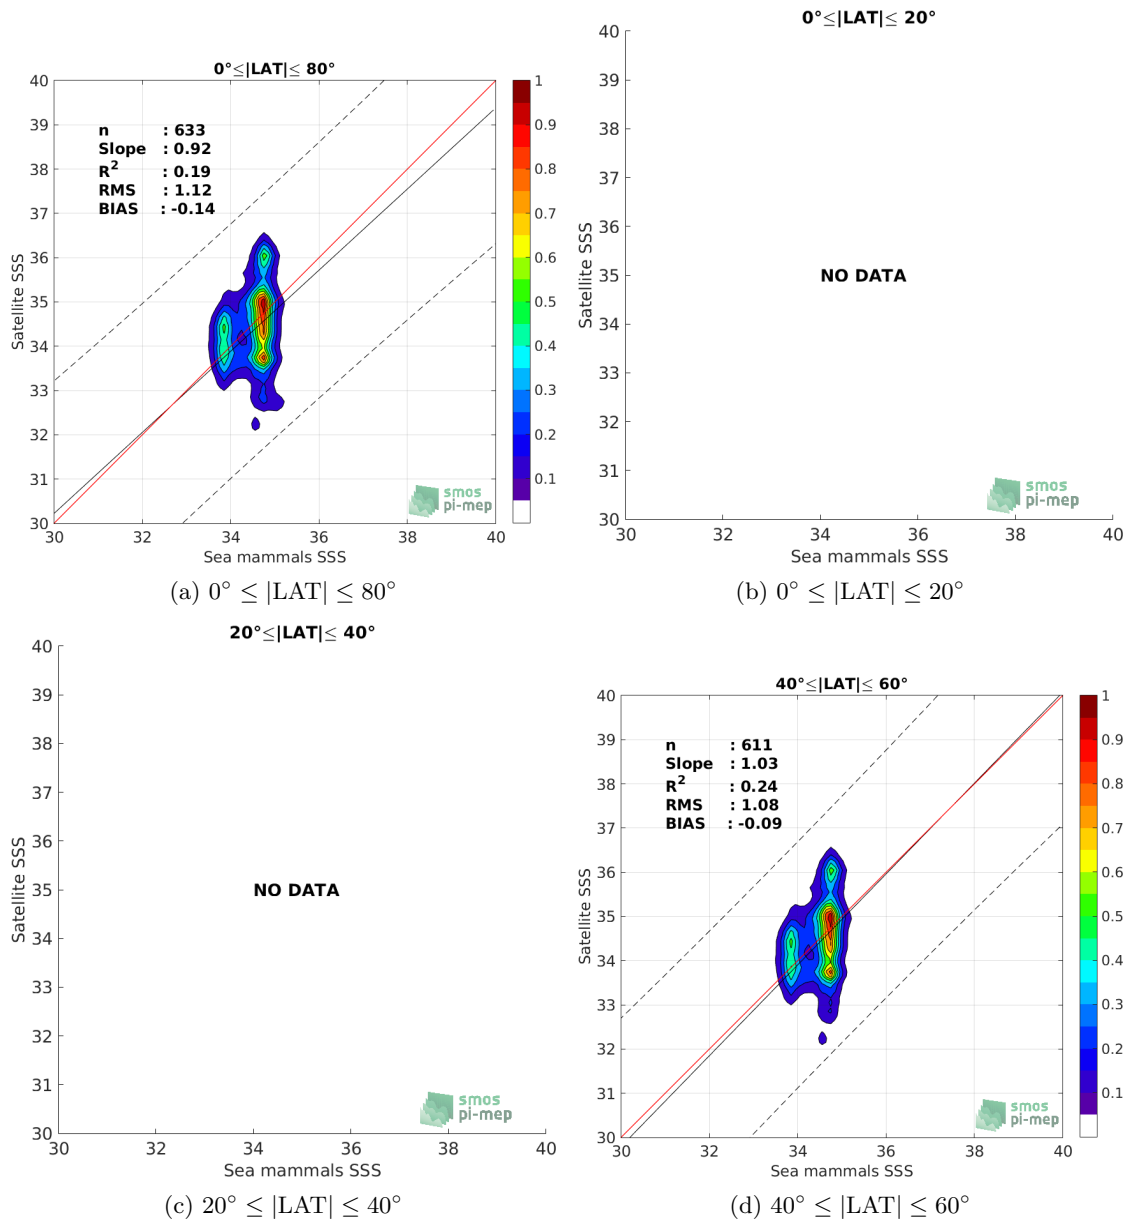 0°≤|LAT|≤ 80°
40
39
38
37
36
35
34
33
32
31
30
n : 633
Slope : 0.92
R² : 0.19
RMS : 1.12
BIAS : -0.14
Satellite SSS
smos
pi-mep
30 32 34 36 38 40
Sea mammals SSS
1
0.9
0.8
0.7
0.6
0.5
0.4
0.3
0.2
0.1
(a) 0° ≤ |LAT| ≤ 80°
0°≤|LAT|≤ 20°
40
39
38
37
36
35
34
33
32
31
30
Satellite SSS
NO DATA
smos
pi-mep
30 32 34 36 38 40
Sea mammals SSS
(b) 0° ≤ |LAT| ≤ 20°
20°≤|LAT|≤ 40°
40
39
38
37
36
35
34
33
32
31
30
Satellite SSS
NO DATA
smos
pi-mep
30 32 34 36 38 40
Sea mammals SSS
(c) 20° ≤ |LAT| ≤ 40°
40°≤|LAT|≤ 60°
40
39
38
37
36
35
34
33
32
31
30
n : 611
Slope : 1.03
R² : 0.24
RMS : 1.08
BIAS : -0.09
Satellite SSS
smos
pi-mep
30 32 34 36 38 40
Sea mammals SSS
1
0.9
0.8
0.7
0.6
0.5
0.4
0.3
0.2
0.1
(d) 40° ≤ |LAT| ≤ 60°